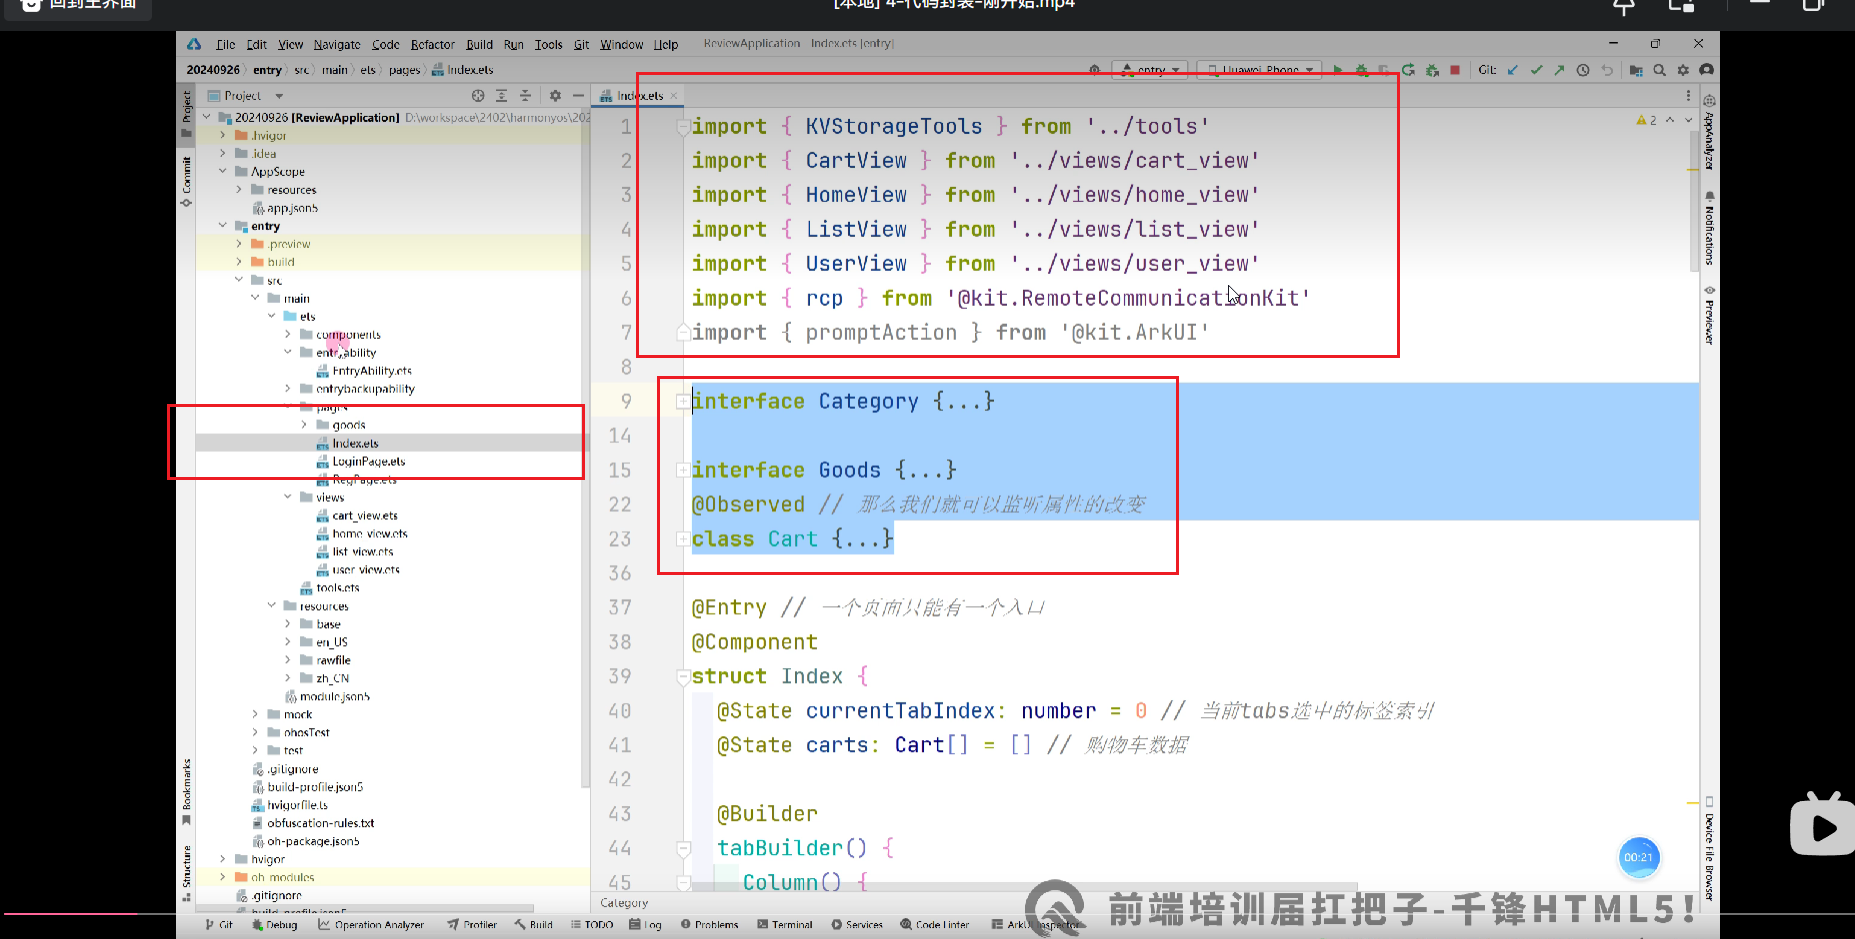 回到主界面
[本地] 4-代码封装-刚开始.mp4
File Edit View Navigate Code Refactor Build Run Tools Git Window Help ReviewApplication Index.ets [entry]
20240926 entry src main ets pages Index.ets
entry Huawei_Phone Git:
Project
Index.ets
Project
Commit
Bookmarks
Structure
20240926 [ReviewApplication] D:\workspace\2402\harmonyos\202
.hvigor
.idea
AppScope
resources
app.json5
entry
.preview
build
src
main
ets
components
entryability
EntryAbility.ets
entrybackupability
pages
goods
Index.ets
LoginPage.ets
RegPage.ets
views
cart_view.ets
home_view.ets
list_view.ets
user_view.ets
tools.ets
resources
base
en_US
rawfile
zh_CN
module.json5
mock
ohosTest
test
.gitignore
build-profile.json5
hvigorfile.ts
obfuscation-rules.txt
oh-package.json5
hvigor
oh_modules
.gitignore
build-profile.json5
1 import { KVStorageTools } from '../tools'
2 import { CartView } from '../views/cart_view'
3 import { HomeView } from '../views/home_view'
4 import { ListView } from '../views/list_view'
5 import { UserView } from '../views/user_view'
6 import { rcp } from '@kit.RemoteCommunicationKit'
7 import { promptAction } from '@kit.ArkUI'
8
9 interface Category {...}
14
15 interface Goods {...}
22 @Observed // 那么我们就可以监听属性的改变
23 class Cart {...}
36
37 @Entry // 一个页面只能有一个入口
38 @Component
39 struct Index {
40 @State currentTabIndex: number = 0 // 当前tabs选中的标签索引
41 @State carts: Cart[] = [] // 购物车数据
42
43 @Builder
44 tabBuilder() {
45 Column() {
2
AppAnalyzer
Notifications
Previewer
Device File Browser
00:21
Category
前端培训届扛把子-千锋HTML5!
Git Debug Operation Analyzer Profiler Build TODO Log Problems Terminal Services Code Linter ArkUI Inspector